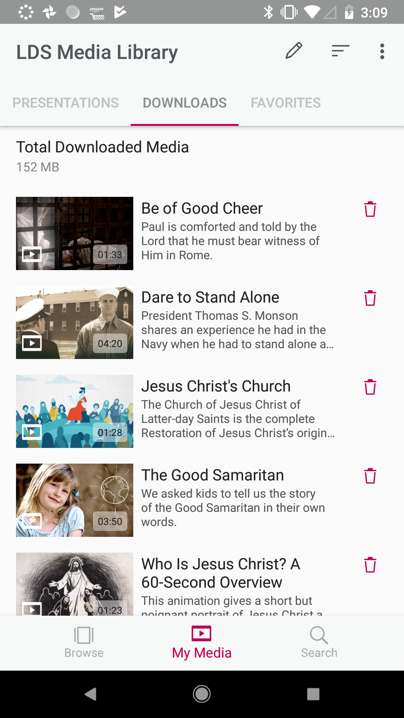 3:09
LDS Media Library
PRESENTATIONS
DOWNLOADS
FAVORITES
Total Downloaded Media
152 MB
Be of Good Cheer
Paul is comforted and told by the
Lord that he must bear witness of
Him in Rome.
01:33
Dare to Stand Alone
President Thomas S. Monson
shares an experience he had in the
Navy when he had to stand alone a…
04:20
Jesus Christ's Church
The Church of Jesus Christ of
Latter-day Saints is the complete
Restoration of Jesus Christ's origin…
01:28
The Good Samaritan
We asked kids to tell us the story
of the Good Samaritan in their own
words.
03:50
Who Is Jesus Christ? A
60-Second Overview
This animation gives a short but
poignant portrait of Jesus Christ a
01:23
Browse
My Media
Search